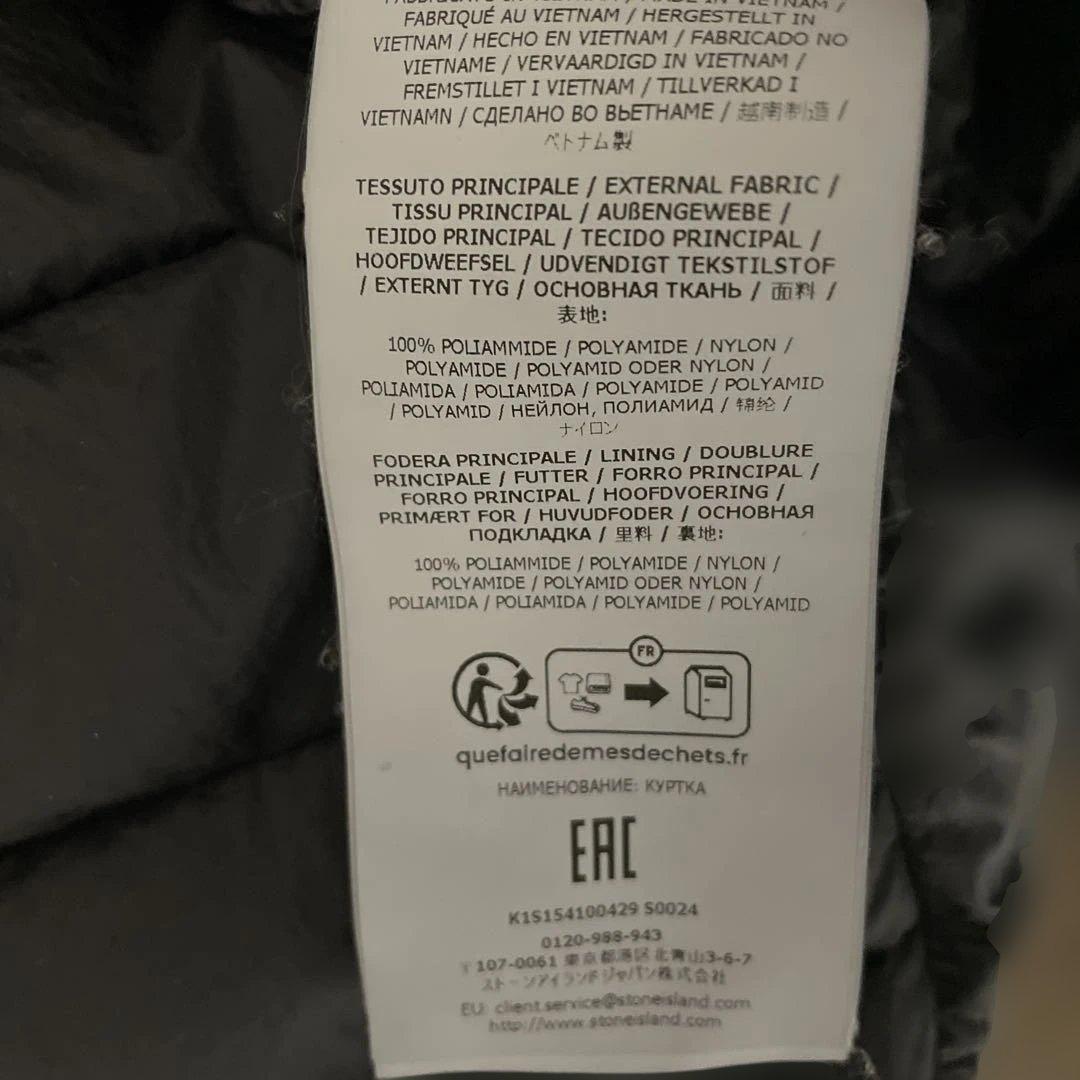 VIETNAM /
FABRIQUÉ AU VIETNAM / HERGESTELLT IN
VIETNAM / HECHO EN VIETNAM / FABRICADO NO
VIETNAME / VERVAARDIGD IN VIETNAM /
FREMSTILLET I VIETNAM / TILLVERKAD I
VIETNAMN / СДЕЛАНО ВО ВЬЕТНАМЕ / 越南制造 /
ベトナム製
TESSUTO PRINCIPALE / EXTERNAL FABRIC /
TISSU PRINCIPAL / AUßENGEWEBE /
TEJIDO PRINCIPAL / TECIDO PRINCIPAL /
HOOFDWEEFSEL / UDVENDIGT TEKSTILSTOF
/ EXTERNT TYG / ОСНОВНАЯ ТКАНЬ / 面料 /
表地:
100% POLIAMMIDE / POLYAMIDE / NYLON /
POLYAMIDE / POLYAMID ODER NYLON /
POLIAMIDA / POLIAMIDA / POLYAMIDE / POLYAMID
/ POLYAMID / НЕЙЛОН, ПОЛИАМИД / 锦纶 /
ナイロン
FODERA PRINCIPALE / LINING / DOUBLURE
PRINCIPALE / FUTTER / FORRO PRINCIPAL /
FORRO PRINCIPAL / HOOFDVOERING /
PRIMÆRT FOR / HUVUDFODER / ОСНОВНАЯ
ПОДКЛАДКА / 里料 / 裏地:
100% POLIAMMIDE / POLYAMIDE / NYLON /
POLYAMIDE / POLYAMID ODER NYLON /
POLIAMIDA / POLIAMIDA / POLYAMIDE / POLYAMID
FR
quefairedemesdechets.fr
НАИМЕНОВАНИЕ: КУРТКА
EAC
K1S154100429 S0024
0120-988-943
〒107-0061 東京都港区北青山3-6-7
ストーンアイランドジャパン株式会社
EU: client.service@stoneisland.com
http://www.stoneisland.com